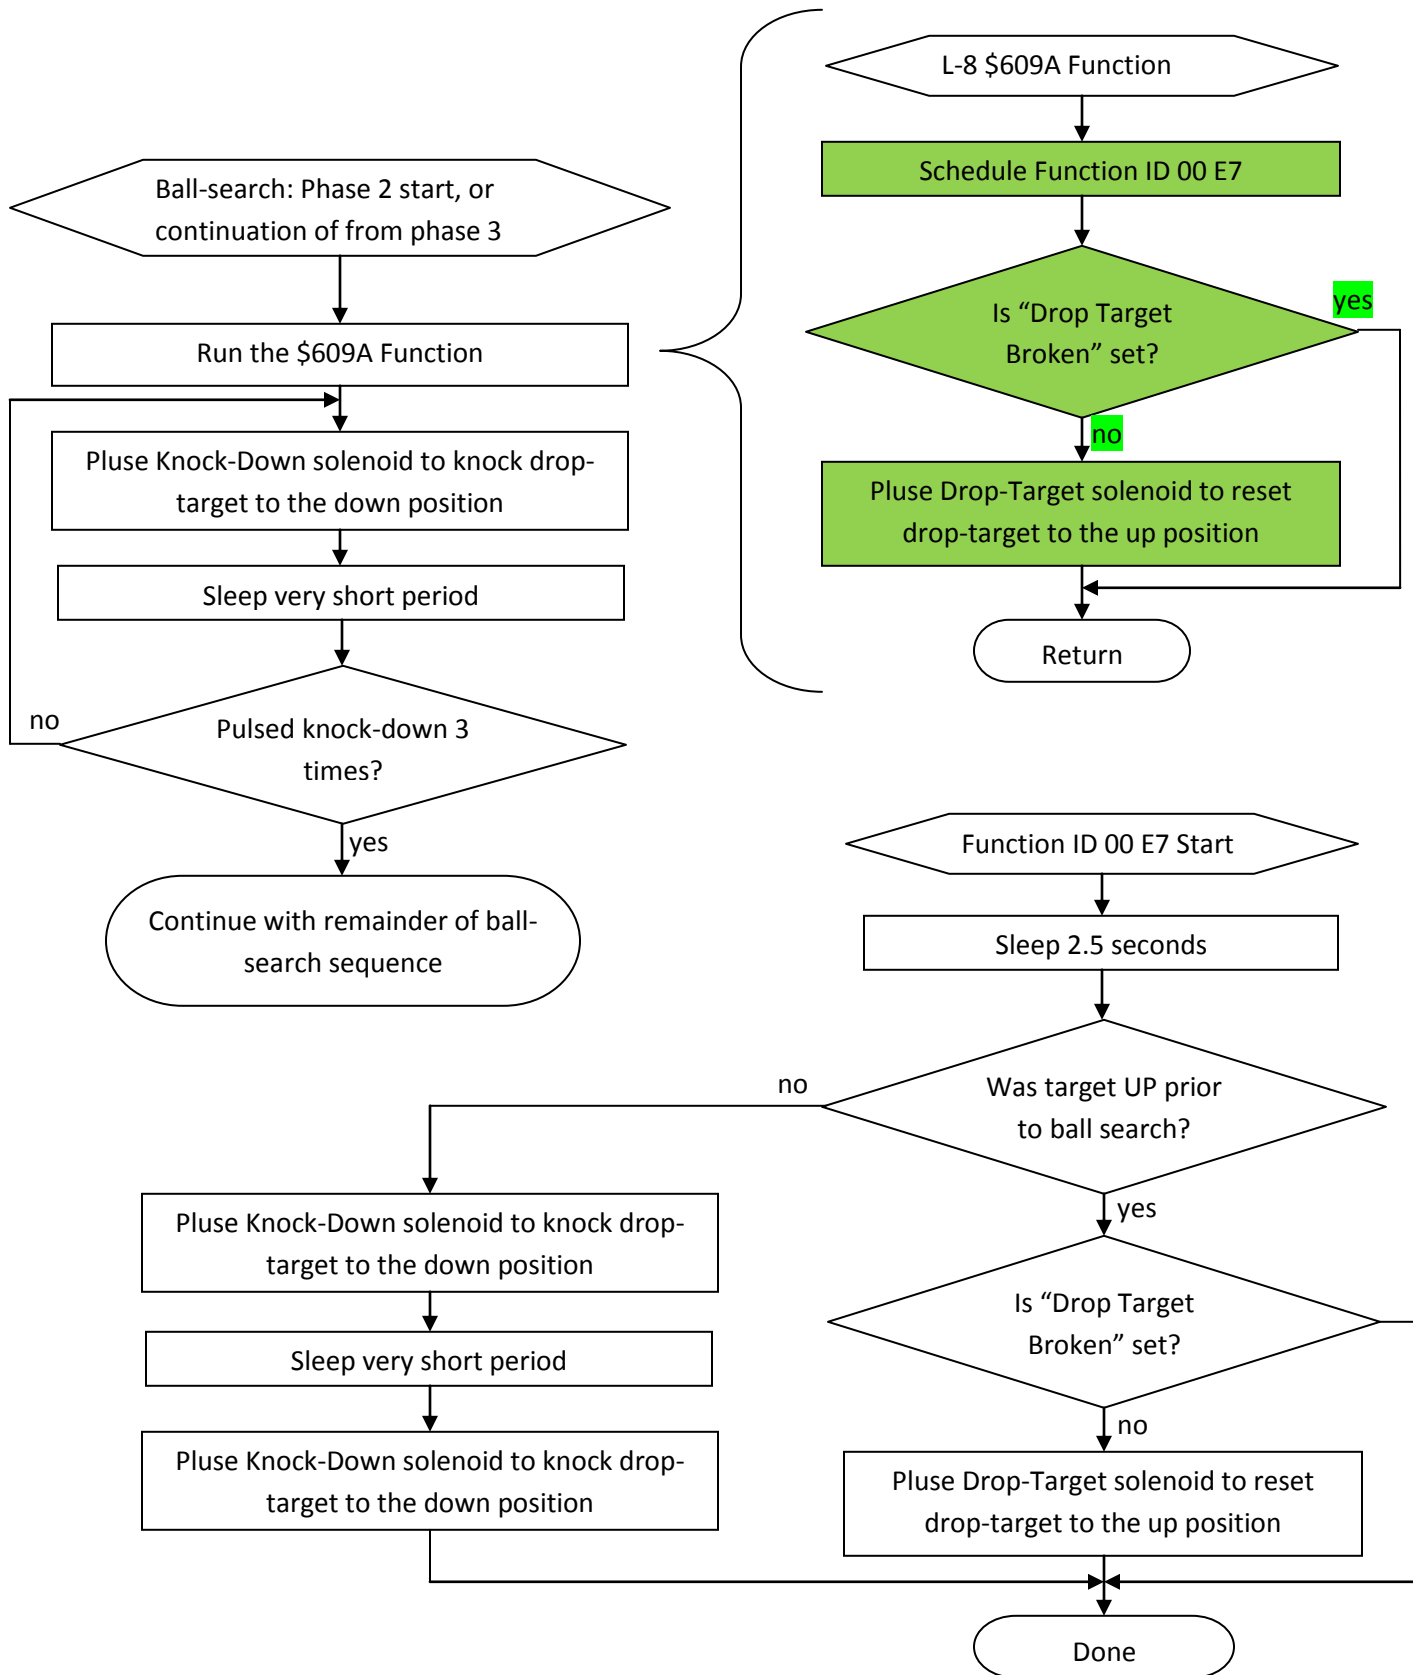 Ball-search: Phase 2 start, or
continuation of from phase 3
Run the $609A Function
Pluse Knock-Down solenoid to knock drop-
target to the down position
Sleep very short period
Pulsed knock-down 3
times?
no
yes
Continue with remainder of ball-
search sequence
L-8 $609A Function
Schedule Function ID 00 E7
Is “Drop Target
Broken” set?
yes
no
Pluse Drop-Target solenoid to reset
drop-target to the up position
Return
Function ID 00 E7 Start
Sleep 2.5 seconds
Was target UP prior
to ball search?
no
yes
Pluse Knock-Down solenoid to knock drop-
target to the down position
Sleep very short period
Pluse Knock-Down solenoid to knock drop-
target to the down position
Is “Drop Target
Broken” set?
no
Pluse Drop-Target solenoid to reset
drop-target to the up position
Done